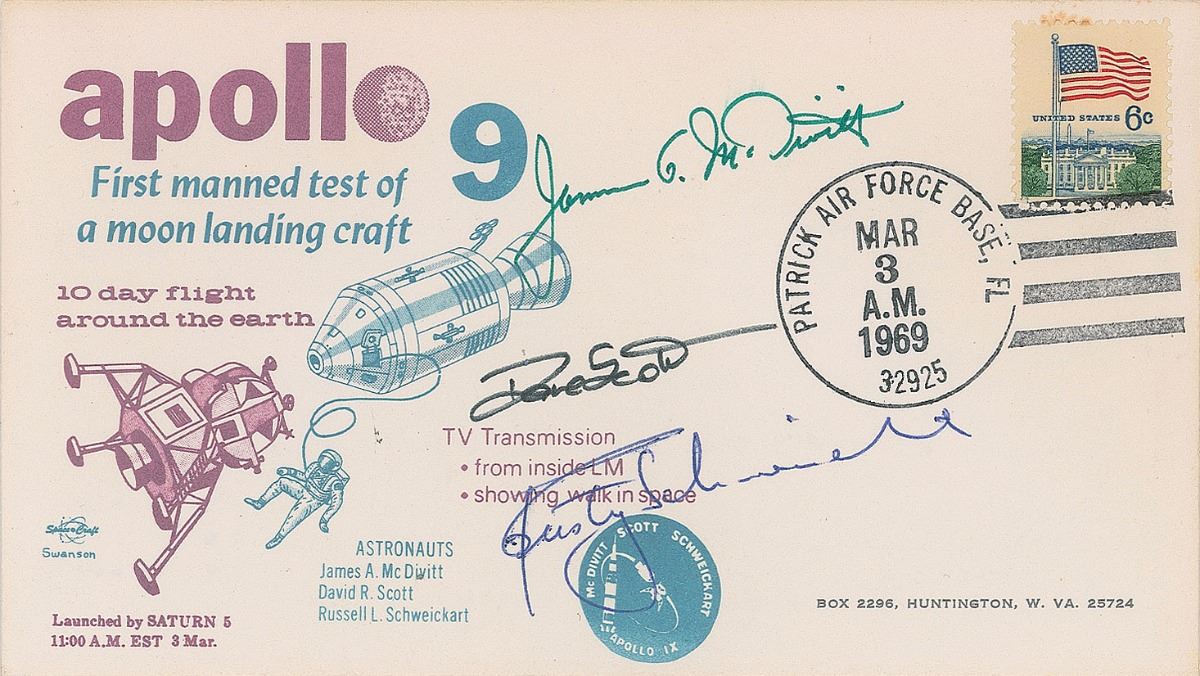 apollo 9
First manned test of
a moon landing craft
10 day flight
around the earth
James A. McDivitt
UNITED STATES 6c
PATRICK AIR FORCE BASE, FL
MAR
3
A.M.
1969
32925
Dave Scott
TV Transmission
• from inside LM
• showing walk in space
Rusty Schweickart
Space Craft
Swanson
ASTRONAUTS
James A. McDivitt
David R. Scott
Russell L. Schweickart
McDIVITT SCOTT SCHWEICKART
APOLLO IX
Launched by SATURN 5
11:00 A.M. EST 3 Mar.
BOX 2296, HUNTINGTON, W. VA. 25724